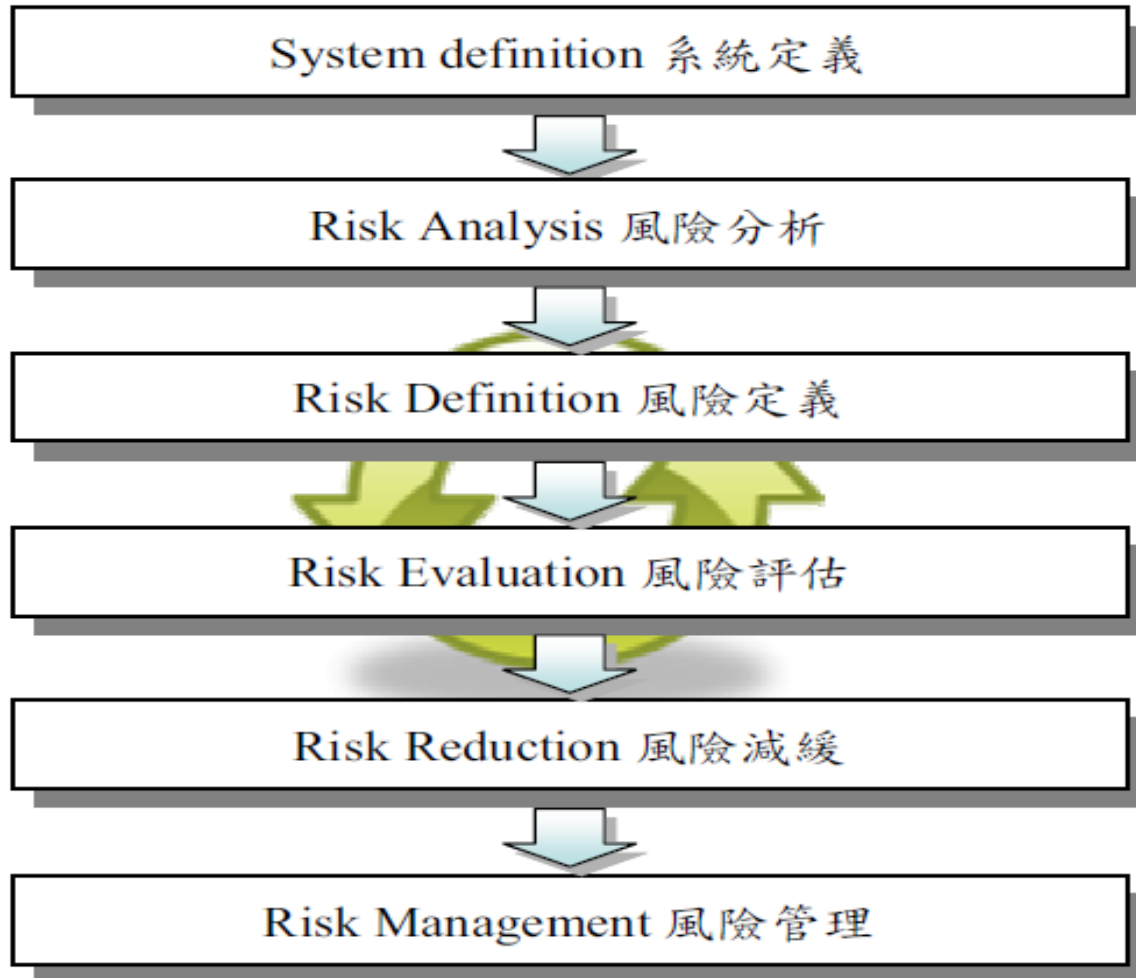 System definition 系統定義
Risk Analysis 風險分析
Risk Definition 風險定義
Risk Evaluation 風險評估
Risk Reduction 風險減緩
Risk Management 風險管理